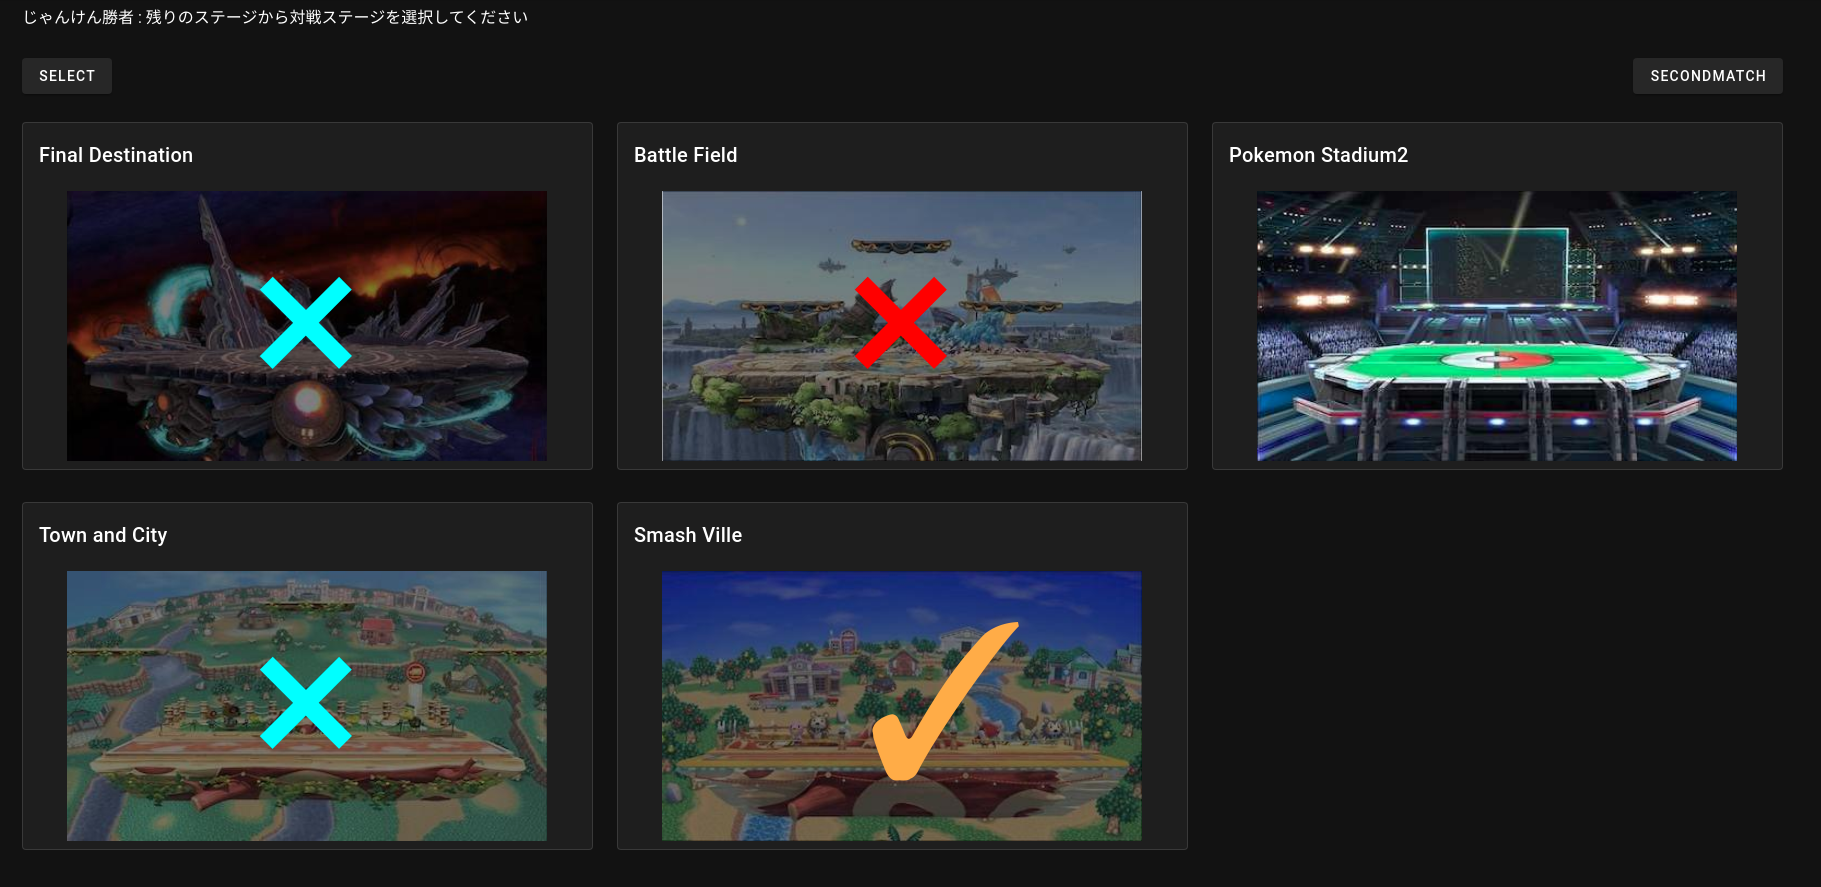 じゃんけん勝者 : 残りのステージから対戦ステージを選択してください
SELECT
SECONDMATCH
Final Destination
Battle Field
Pokemon Stadium2
Town and City
Smash Ville